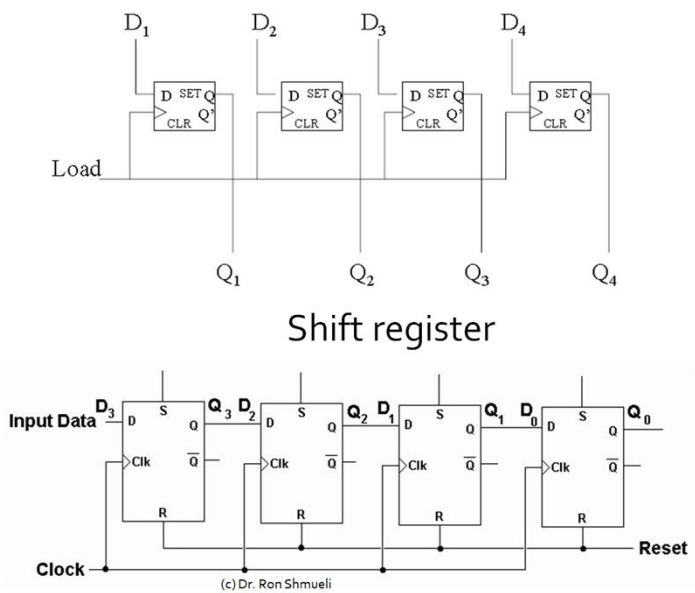 D1 D2 D3 D4
D SET Q D SET Q D SET Q D SET Q
CLR Q' CLR Q' CLR Q' CLR Q'
Load
Q1 Q2 Q3 Q4
Shift register
Input Data D3 D S Q Q3 D2 D S Q Q2 D1 D S Q Q1 D0 D S Q Q0
Clk Q̅ Clk Q̅ Clk Q̅ Clk Q̅
R R R R
Reset
Clock
(c) Dr. Ron Shmueli